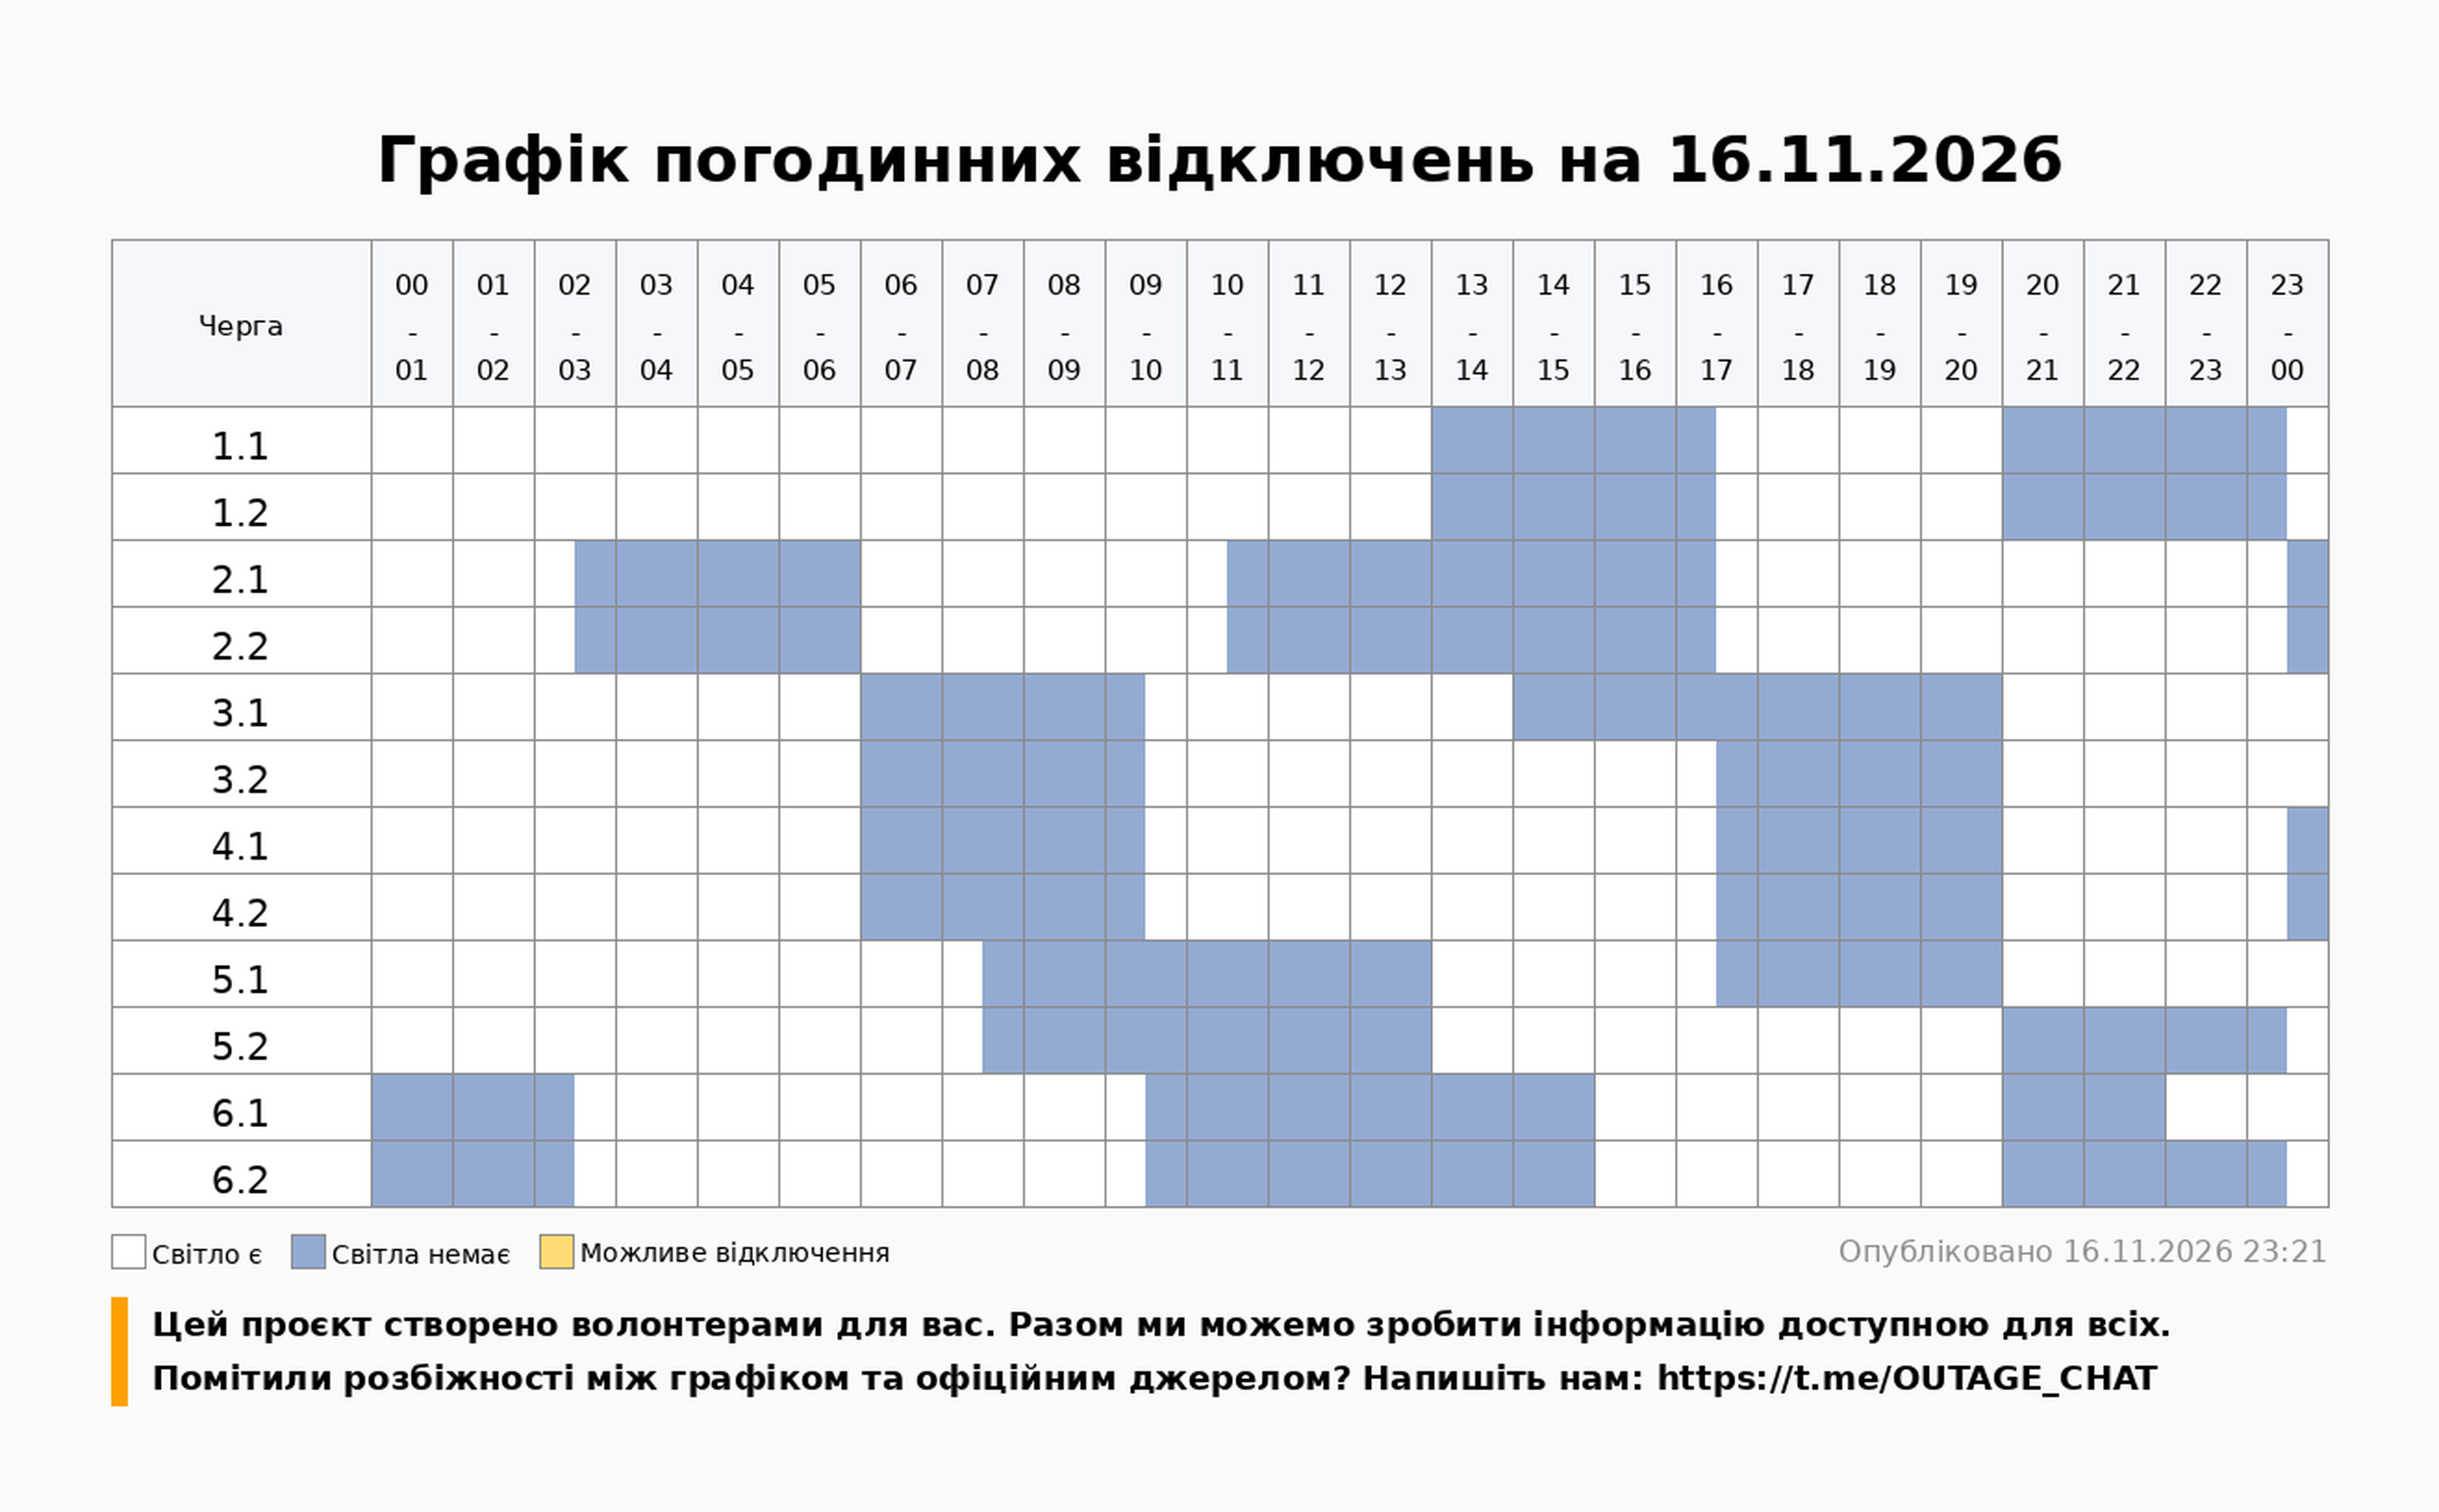 Графік погодинних відключень на 16.11.2026
Черга
00 - 01
01 - 02
02 - 03
03 - 04
04 - 05
05 - 06
06 - 07
07 - 08
08 - 09
09 - 10
10 - 11
11 - 12
12 - 13
13 - 14
14 - 15
15 - 16
16 - 17
17 - 18
18 - 19
19 - 20
20 - 21
21 - 22
22 - 23
23 - 00
1.1
1.2
2.1
2.2
3.1
3.2
4.1
4.2
5.1
5.2
6.1
6.2
Світло є
Світла немає
Можливе відключення
Опубліковано 16.11.2026 23:21
Цей проєкт створено волонтерами для вас. Разом ми можемо зробити інформацію доступною для всіх.
Помітили розбіжності між графіком та офіційним джерелом? Напишіть нам: https://t.me/OUTAGE_CHAT